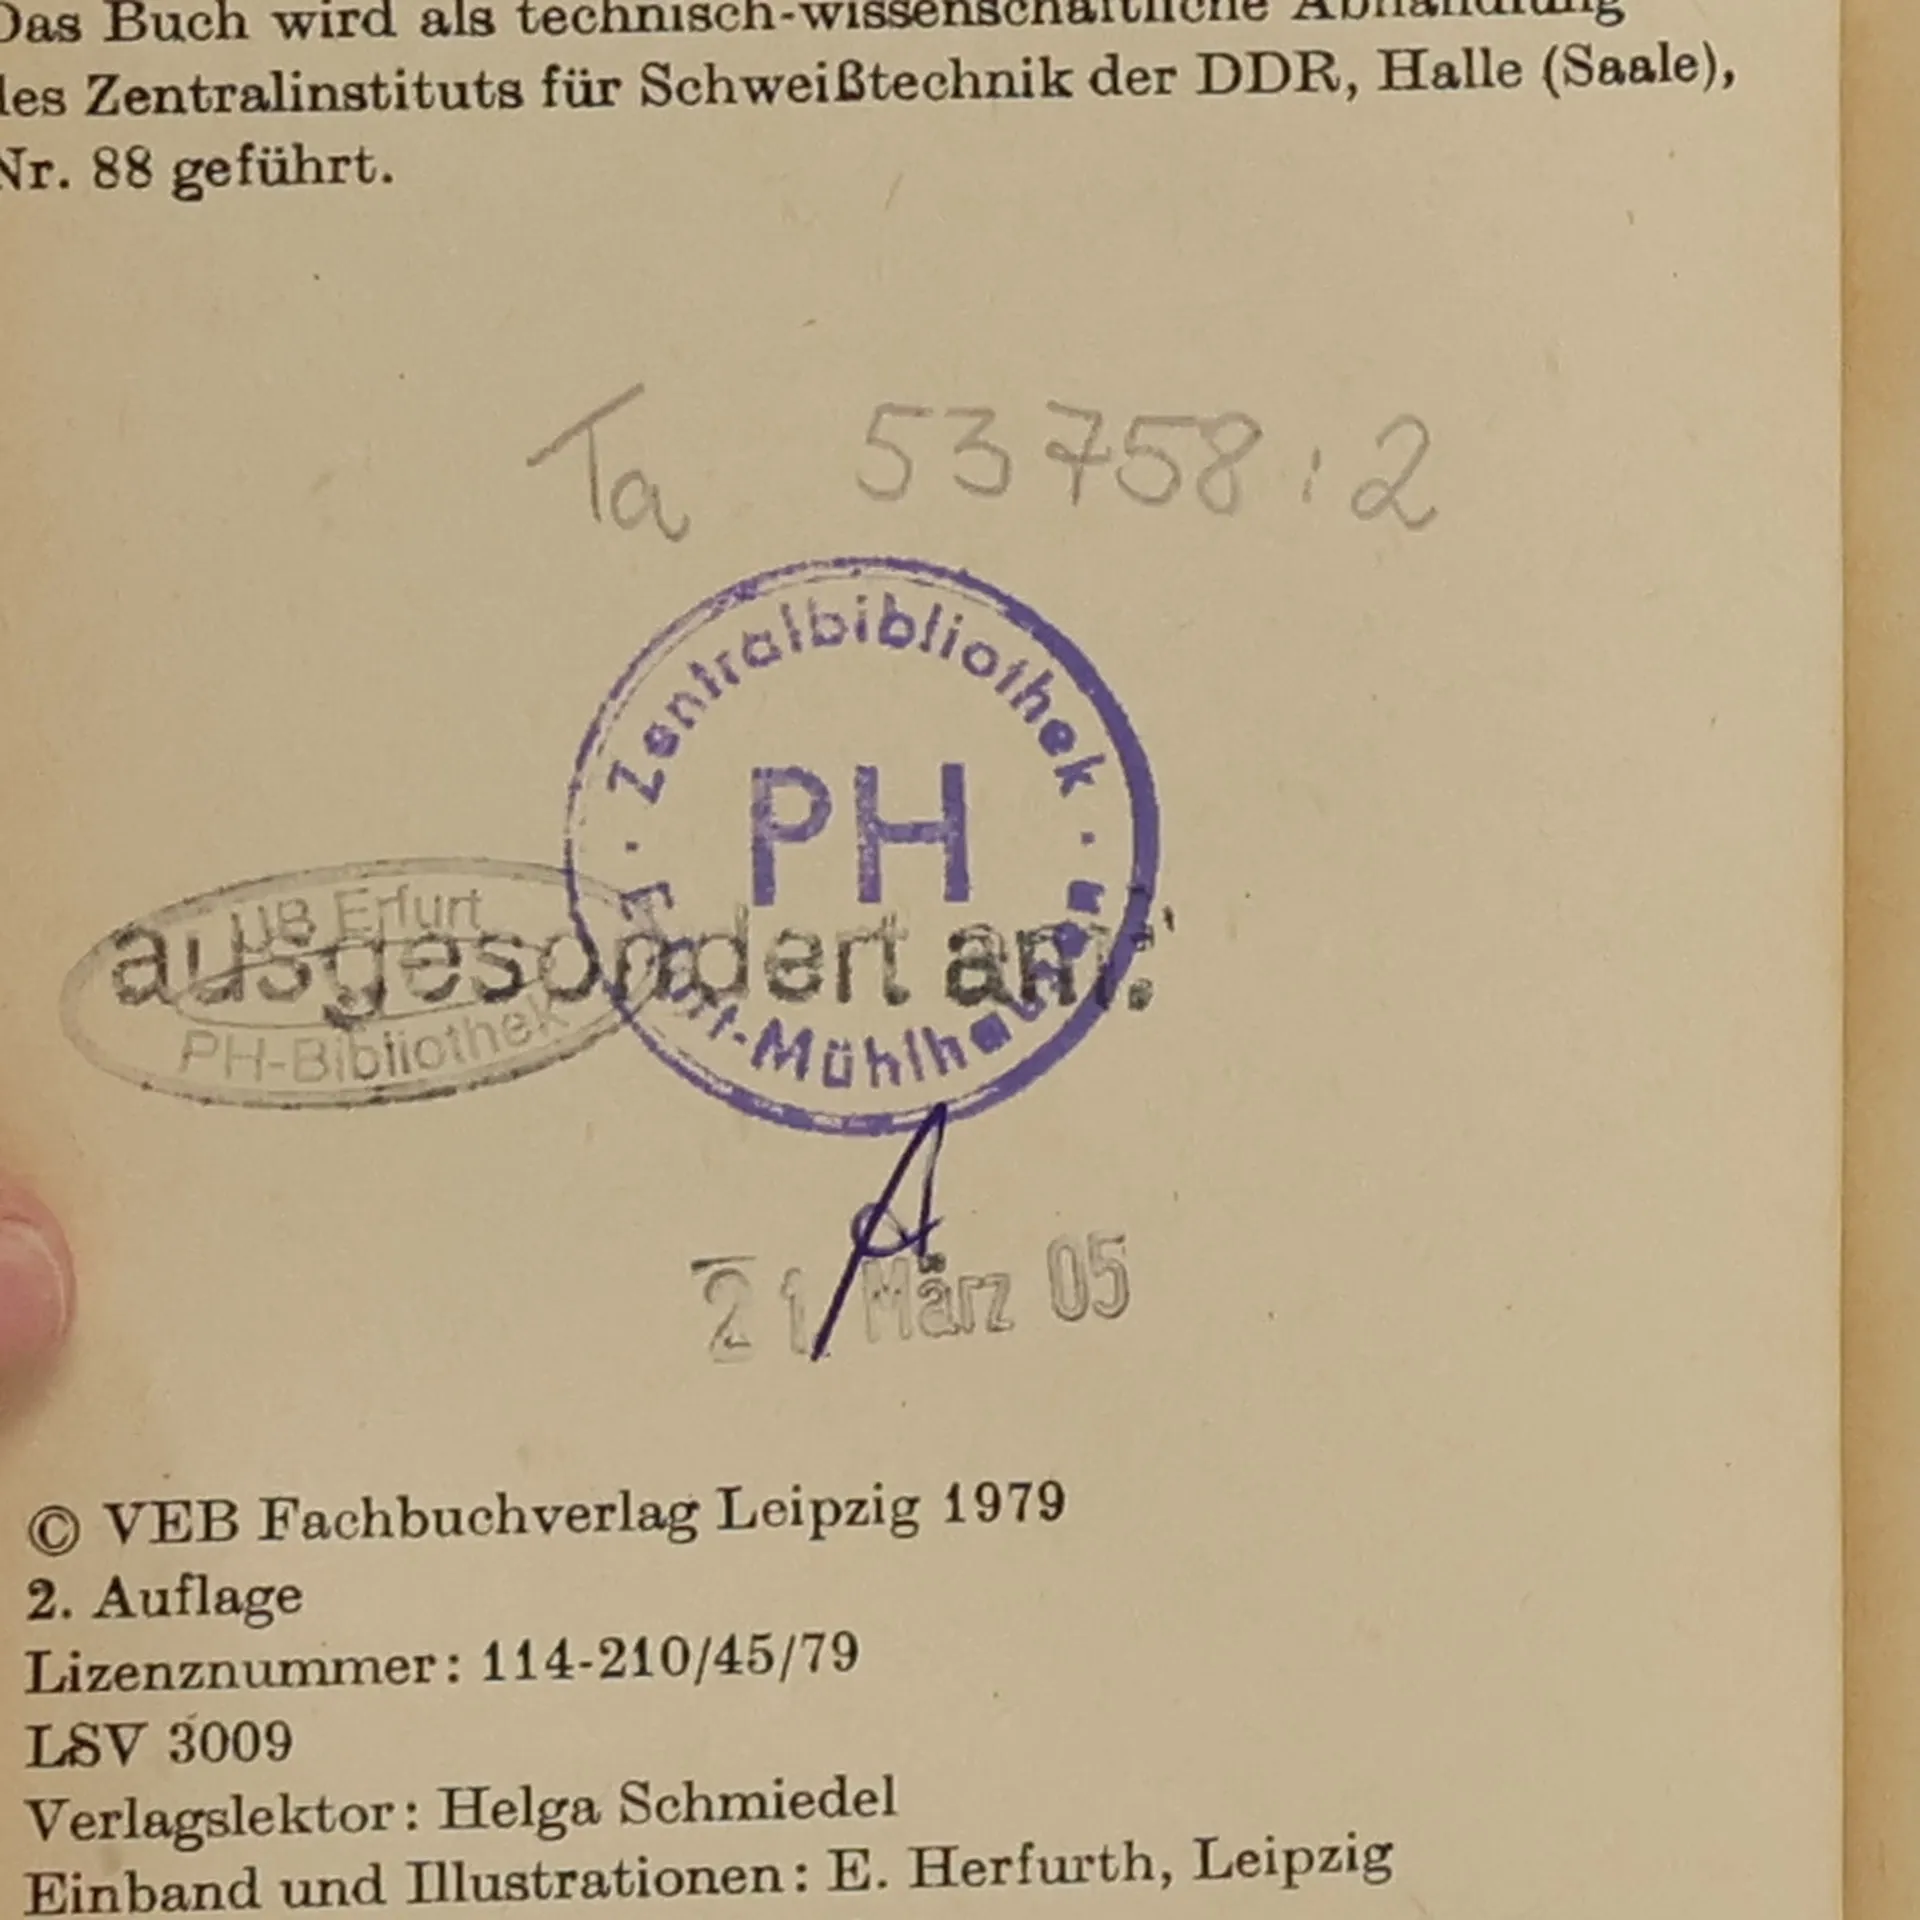 Das Buch wird als technisch-wissenschaftliche Abhandlung
des Zentralinstituts für Schweißtechnik der DDR, Halle (Saale),
Nr. 88 geführt.
Ta 53758:2
· Zentralbibliothek ·
PH
Erfurt-Mühlhausen
UB Erfurt
ausgesondert am:
PH-Bibliothek
21. März 05
© VEB Fachbuchverlag Leipzig 1979
2. Auflage
Lizenznummer: 114-210/45/79
LSV 3009
Verlagslektor: Helga Schmiedel
Einband und Illustrationen: E. Herfurth, Leipzig